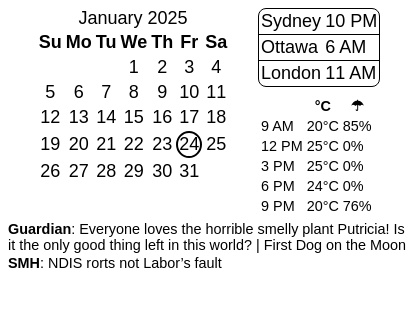 January 2025
Su Mo Tu We Th Fr Sa
1 2 3 4
5 6 7 8 9 10 11
12 13 14 15 16 17 18
19 20 21 22 23 24 25
26 27 28 29 30 31
Sydney 10 PM
Ottawa 6 AM
London 11 AM
°C ☂
9 AM 20°C 85%
12 PM 25°C 0%
3 PM 25°C 0%
6 PM 24°C 0%
9 PM 20°C 76%
Guardian: Everyone loves the horrible smelly plant Putricia! Is
it the only good thing left in this world? | First Dog on the Moon
SMH: NDIS rorts not Labor’s fault